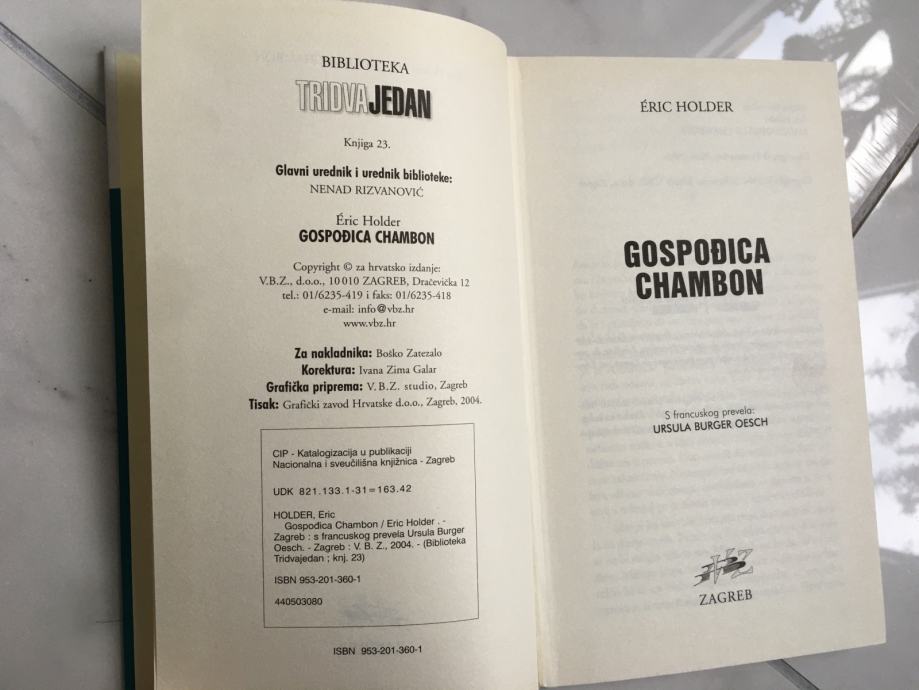 BIBLIOTEKA
TRIDVAJEDAN
Knjiga 23.
Glavni urednik i urednik biblioteke:
NENAD RIZVANOVIĆ
Éric Holder
GOSPOĐICA CHAMBON
Copyright © za hrvatsko izdanje:
V.B.Z., d.o.o., 10 010 ZAGREB, Dračevička 12
tel.: 01/6235-419 i faks: 01/6235-418
e-mail: info@vbz.hr
www.vbz.hr
Za nakladnika: Boško Zatezalo
Korektura: Ivana Zima Galar
Grafička priprema: V.B.Z. studio, Zagreb
Tisak: Grafički zavod Hrvatske d.o.o., Zagreb, 2004.
CIP - Katalogizacija u publikaciji
Nacionalna i sveučilišna knjižnica - Zagreb
UDK 821.133.1-31=163.42
HOLDER, Eric
Gospođica Chambon / Eric Holder . -
Zagreb : s francuskog prevela Ursula Burger
Oesch. - Zagreb : V. B. Z., 2004. - (Biblioteka
Tridvajedan ; knj. 23)
ISBN 953-201-360-1
440503080
ISBN 953-201-360-1
ÉRIC HOLDER
GOSPOĐICA
CHAMBON
S francuskog prevela:
URSULA BURGER OESCH
VBZ
ZAGREB